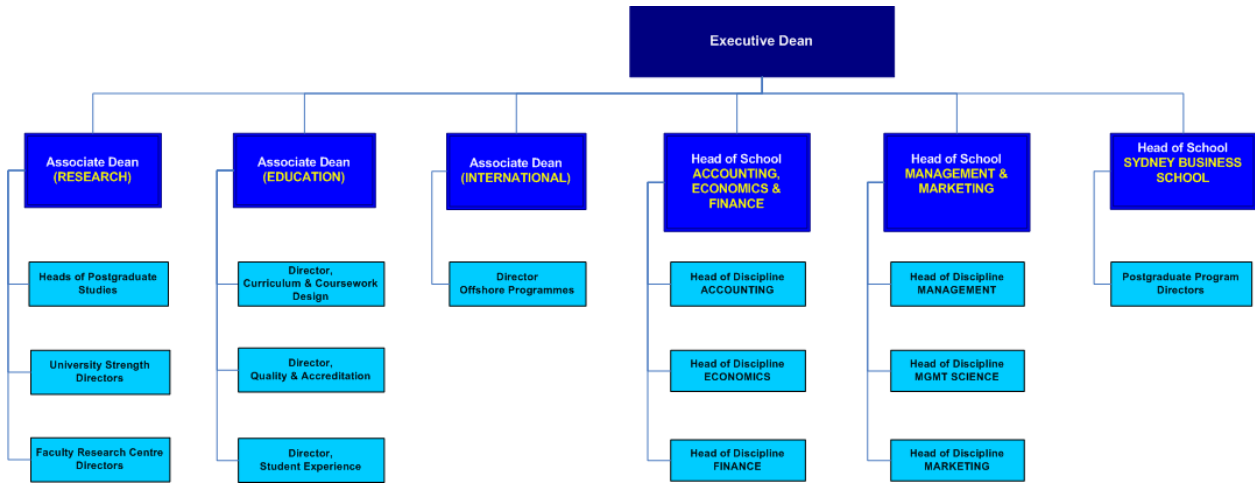 Executive Dean
Associate Dean
(RESEARCH)
Associate Dean
(EDUCATION)
Associate Dean
(INTERNATIONAL)
Head of School
ACCOUNTING,
ECONOMICS &
FINANCE
Head of School
MANAGEMENT &
MARKETING
Head of School
SYDNEY BUSINESS
SCHOOL
Heads of Postgraduate
Studies
Director,
Curriculum & Coursework
Design
Director
Offshore Programmes
Head of Discipline
ACCOUNTING
Head of Discipline
MANAGEMENT
Postgraduate Program
Directors
University Strength
Directors
Director,
Quality & Accreditation
Head of Discipline
ECONOMICS
Head of Discipline
MGMT SCIENCE
Faculty Research Centre
Directors
Director,
Student Experience
Head of Discipline
FINANCE
Head of Discipline
MARKETING